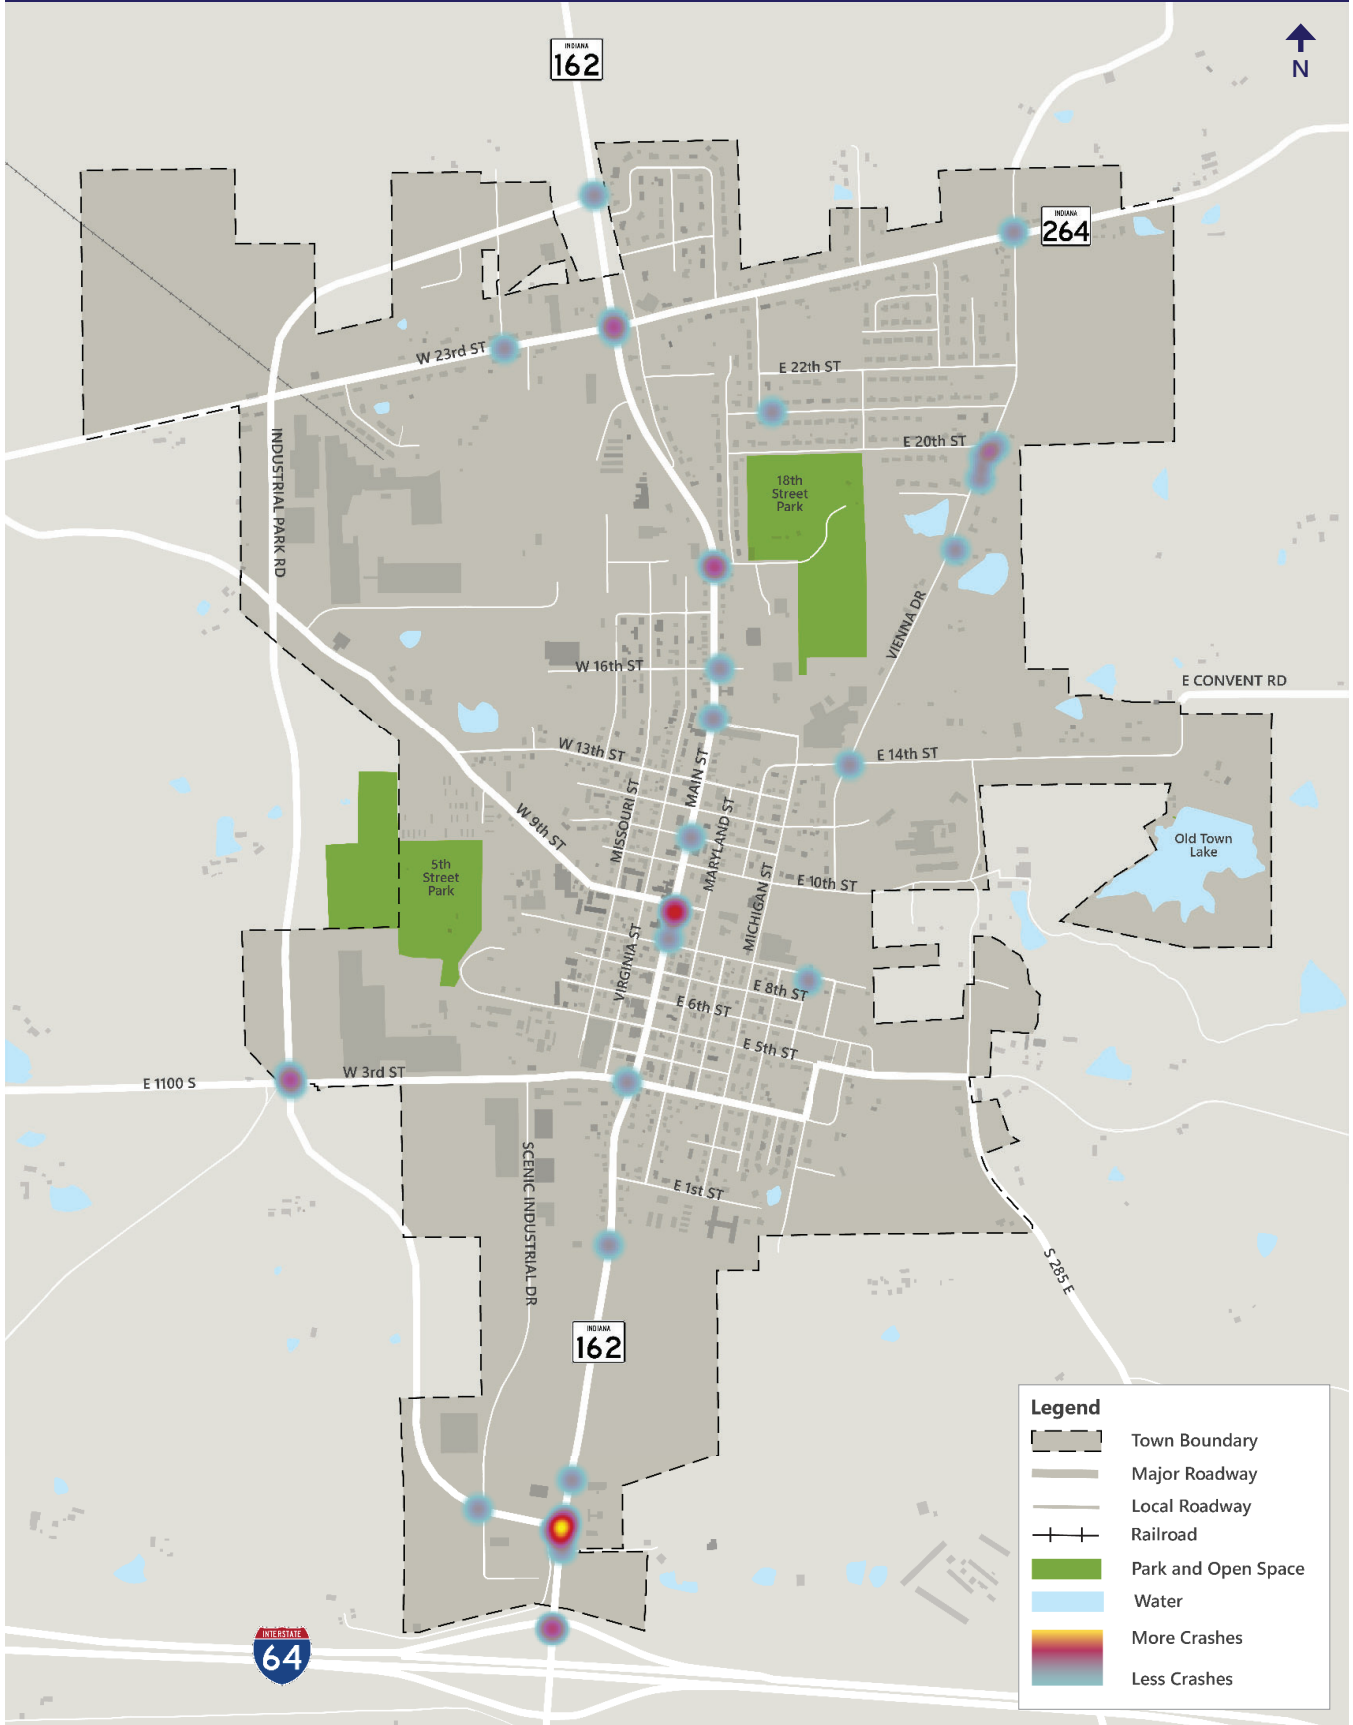 INDIANA
162
N
INDIANA
264
W 23rd ST
E 22th ST
E 20th ST
INDUSTRIAL PARK RD
18th
Street
Park
VIENNA DR
W 16th ST
E CONVENT RD
W 13th ST
MAIN ST
E 14th ST
MISSOURI ST
MARYLAND ST
W 9th ST
Old Town
Lake
5th
Street
Park
E 10th ST
MICHIGAN ST
VIRGINIA ST
E 8th ST
E 6th ST
E 5th ST
W 3rd ST
E 1100 S
SCENIC INDUSTRIAL DR
E 1st ST
S 285 E
INDIANA
162
Legend
Town Boundary
Major Roadway
Local Roadway
Railroad
Park and Open Space
Water
More Crashes
Less Crashes
INTERSTATE
64